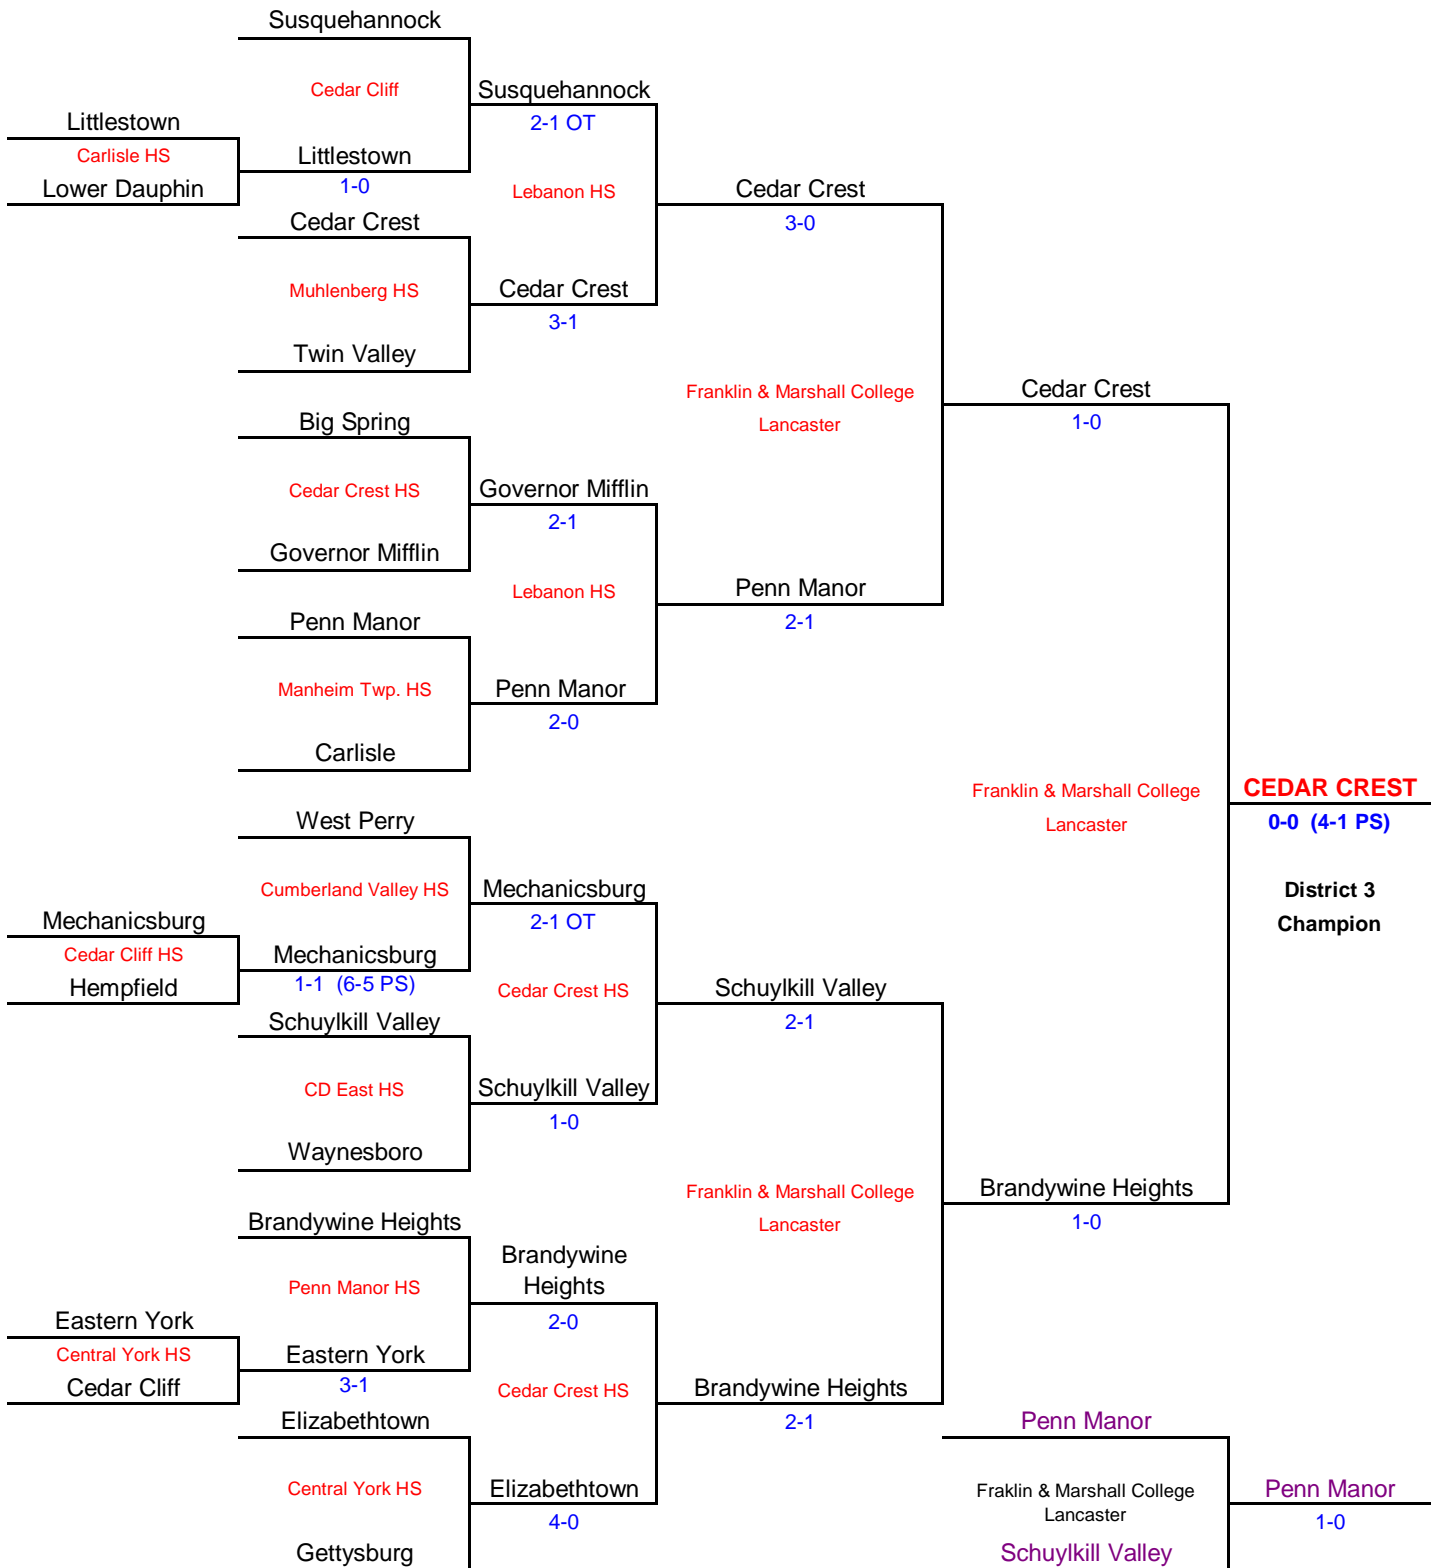 Susquehannock
Cedar Cliff
Susquehannock
Littlestown
2-1 OT
Carlisle HS
Littlestown
Lower Dauphin
1-0
Lebanon HS
Cedar Crest
Cedar Crest
3-0
Muhlenberg HS
Cedar Crest
3-1
Twin Valley
Franklin & Marshall College
Lancaster
Cedar Crest
1-0
Big Spring
Cedar Crest HS
Governor Mifflin
2-1
Governor Mifflin
Lebanon HS
Penn Manor
2-1
Penn Manor
Manheim Twp. HS
Penn Manor
2-0
Carlisle
Franklin & Marshall College
Lancaster
CEDAR CREST
0-0 (4-1 PS)
District 3
Champion
West Perry
Cumberland Valley HS
Mechanicsburg
2-1 OT
Mechanicsburg
Cedar Cliff HS
Mechanicsburg
Hempfield
1-1 (6-5 PS)
Cedar Crest HS
Schuylkill Valley
2-1
Schuylkill Valley
CD East HS
Schuylkill Valley
1-0
Waynesboro
Franklin & Marshall College
Lancaster
Brandywine Heights
1-0
Brandywine Heights
Penn Manor HS
Brandywine
Heights
2-0
Eastern York
Central York HS
Eastern York
Cedar Cliff
3-1
Cedar Crest HS
Brandywine Heights
2-1
Elizabethtown
Central York HS
Elizabethtown
4-0
Gettysburg
Penn Manor
Fraklin & Marshall College
Lancaster
Penn Manor
1-0
Schuylkill Valley